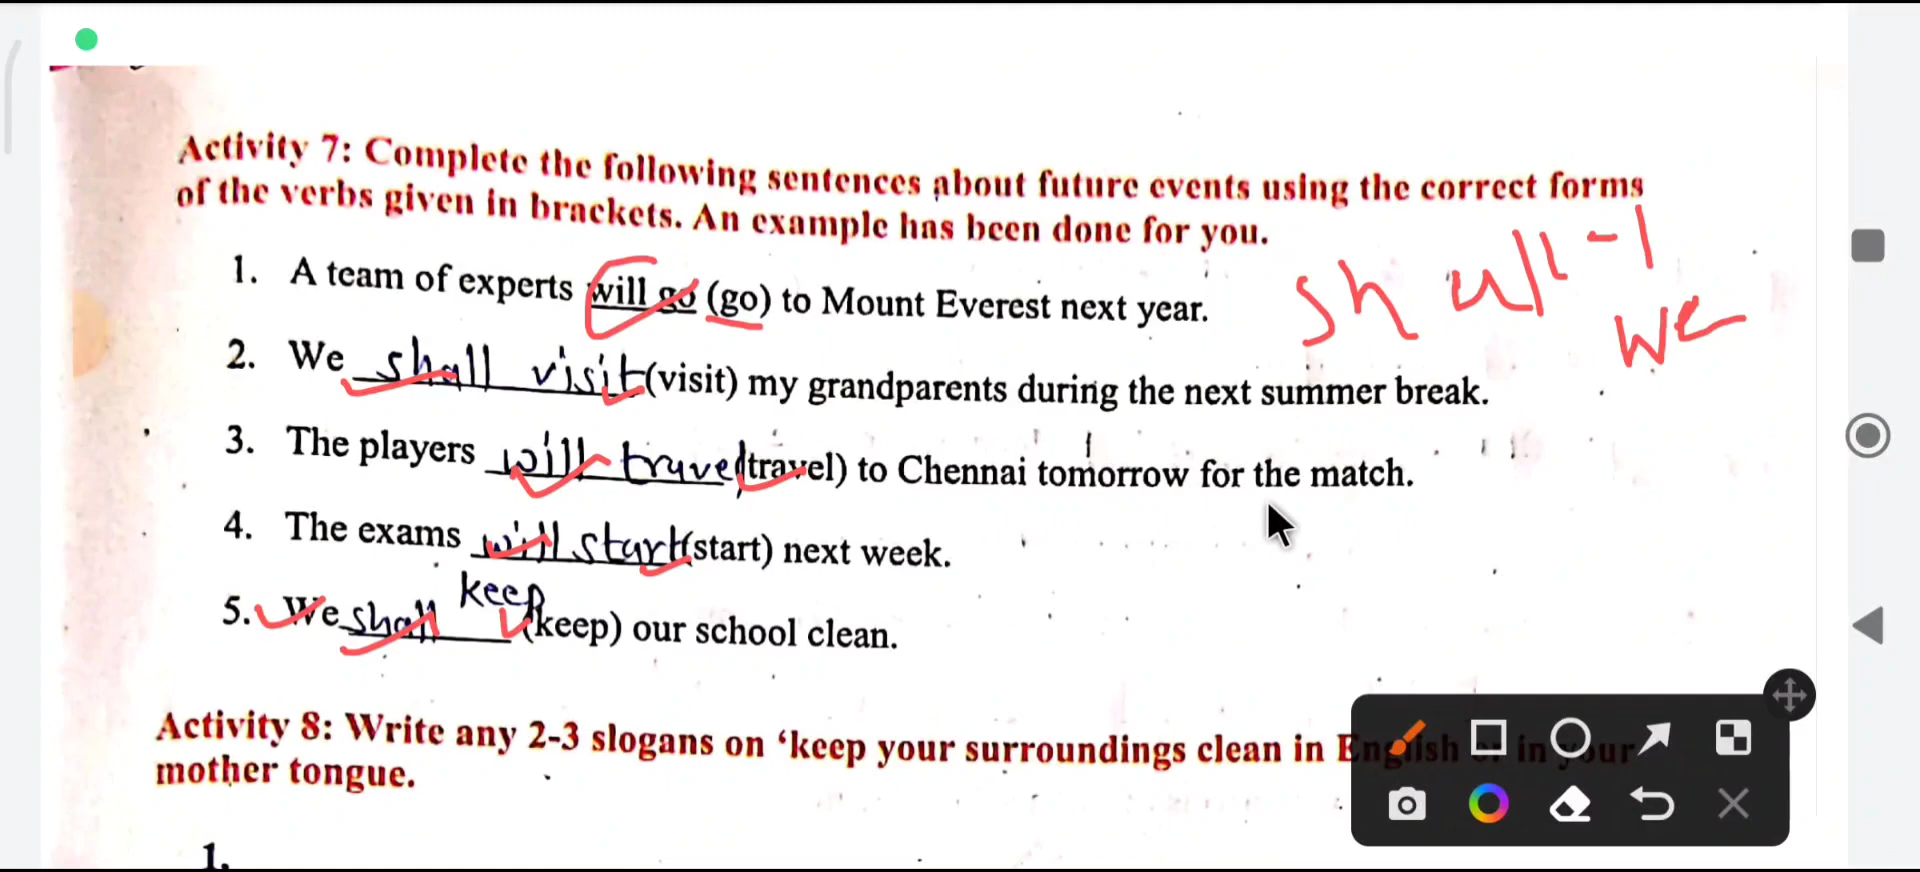 Activity 7: Complete the following sentences about future events using the correct forms
of the verbs given in brackets. An example has been done for you.
shall - I
we
1. A team of experts will go (go) to Mount Everest next year.
2. We shall visit (visit) my grandparents during the next summer break.
3. The players will travel (travel) to Chennai tomorrow for the match.
4. The exams will start (start) next week.
5. We shall keep (keep) our school clean.
Activity 8: Write any 2-3 slogans on ‘keep your surroundings clean in English or in your
mother tongue.
1.